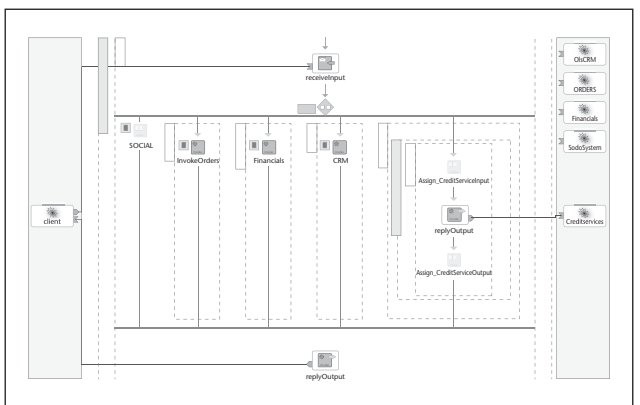 receiveInput
OlsCRM
ORDERS
Financials
SodoSystem
SOCIAL
InvokeOrders
Financials
CRM
Assign_CreditServiceInput
client
replyOutput
Creditservices
Assign_CreditServiceOutput
replyOutput